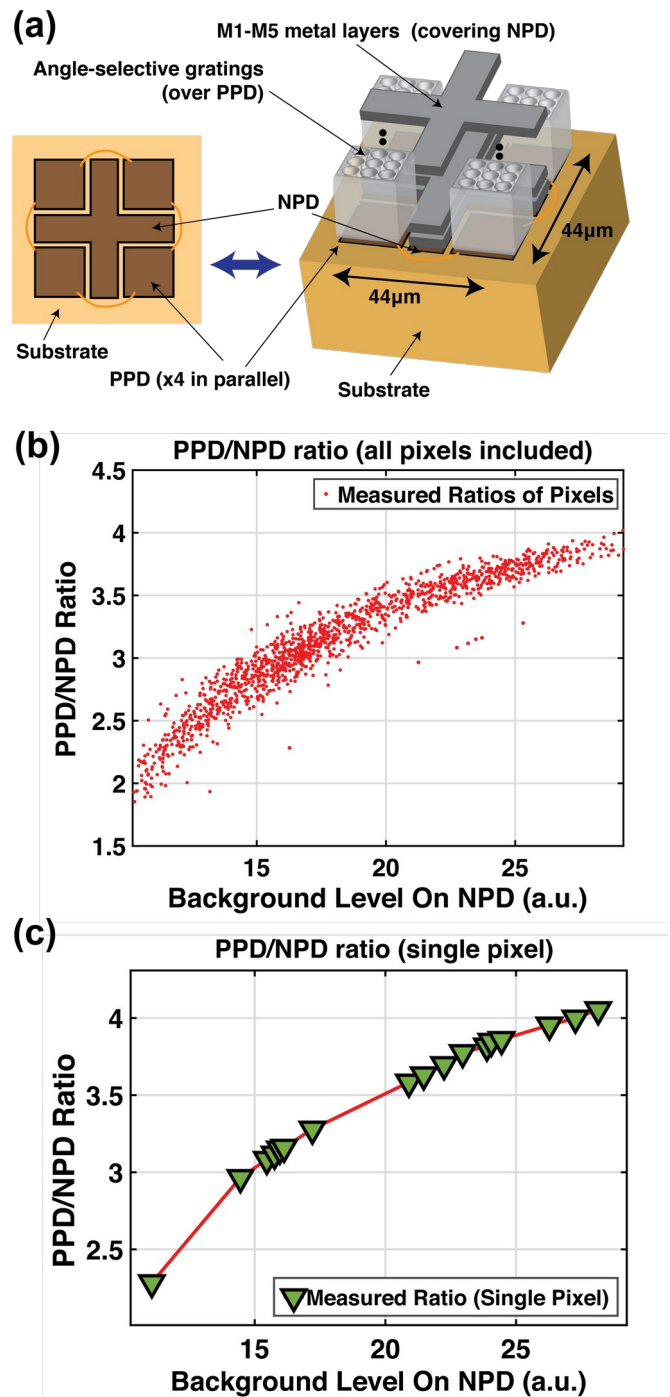 (a)
M1-M5 metal layers (covering NPD)
Angle-selective gratings
(over PPD)
NPD
44µm
44µm
Substrate
PPD (x4 in parallel)
Substrate
(b)
PPD/NPD ratio (all pixels included)
4.5
Measured Ratios of Pixels
4
3.5
3
2.5
2
1.5
PPD/NPD Ratio
15
20
25
Background Level On NPD (a.u.)
(c)
PPD/NPD ratio (single pixel)
4
3.5
3
2.5
PPD/NPD Ratio
Measured Ratio (Single Pixel)
15
20
25
Background Level On NPD (a.u.)